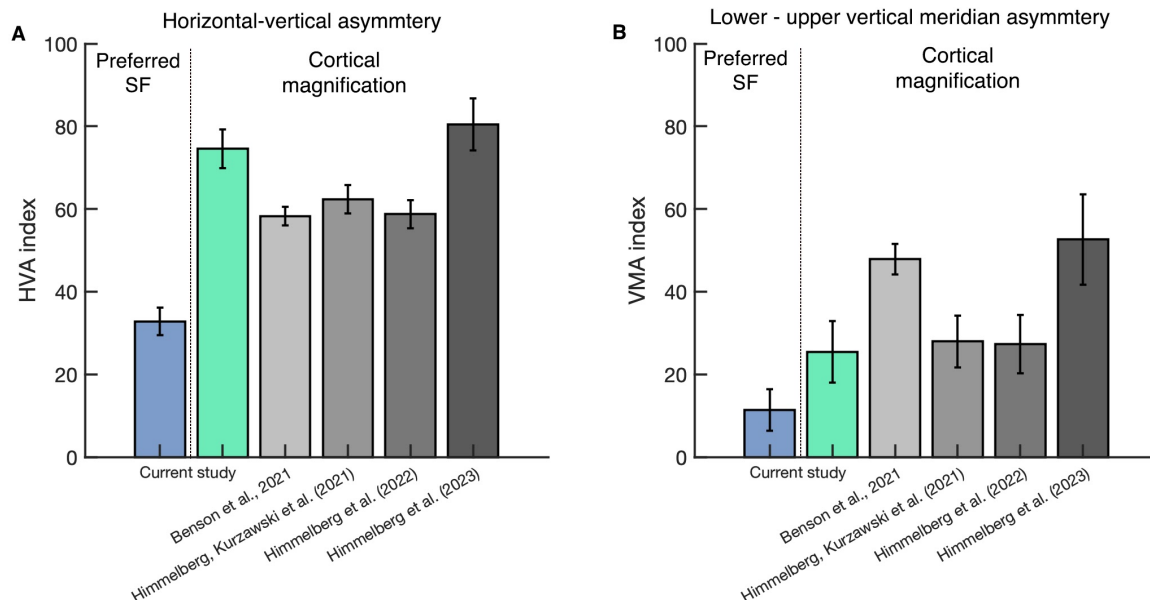 A
Horizontal-vertical asymmtery
Preferred
SF
Cortical
magnification
HVA index
100
80
60
40
20
0
Current study
Benson et al., 2021
Himmelberg, Kurzawski et al. (2021)
Himmelberg et al. (2022)
Himmelberg et al. (2023)
B
Lower - upper vertical meridian asymmtery
Preferred
SF
Cortical
magnification
VMA index
100
80
60
40
20
0
Current study
Benson et al., 2021
Himmelberg, Kurzawski et al. (2021)
Himmelberg et al. (2022)
Himmelberg et al. (2023)